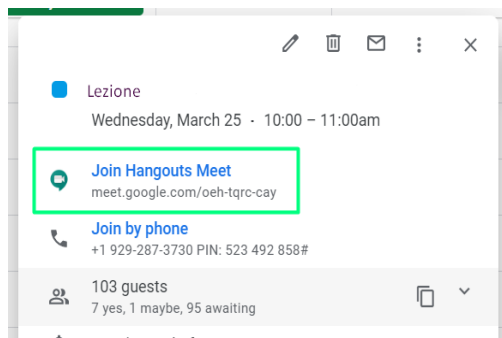 Lezione
Wednesday, March 25 - 10:00 – 11:00am
Join Hangouts Meet
meet.google.com/oeh-tqrc-cay
Join by phone
+1 929-287-3730 PIN: 523 492 858#
103 guests
7 yes, 1 maybe, 95 awaiting